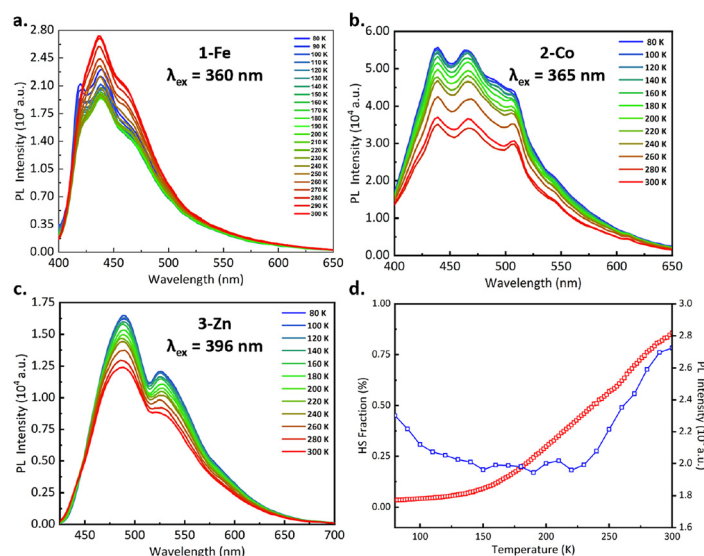 a.
1-Fe
λex = 360 nm
PL Intensity (10⁴ a.u.)
2.80
2.45
2.10
1.75
1.40
1.05
0.70
0.35
0.00
400
450
500
550
600
650
Wavelength (nm)
80 K
90 K
100 K
110 K
120 K
130 K
140 K
150 K
160 K
170 K
180 K
190 K
200 K
210 K
220 K
230 K
240 K
250 K
260 K
270 K
280 K
290 K
300 K
b.
2-Co
λex = 365 nm
PL Intensity (10⁴ a.u.)
6.00
5.00
4.00
3.00
2.00
1.00
0.00
400
450
500
550
600
650
Wavelength (nm)
80 K
100 K
120 K
140 K
160 K
180 K
200 K
220 K
240 K
260 K
280 K
300 K
c.
3-Zn
λex = 396 nm
PL Intensity (10⁴ a.u.)
1.75
1.50
1.25
1.00
0.75
0.50
0.25
0.00
450
500
550
600
650
700
Wavelength (nm)
80 K
100 K
120 K
140 K
160 K
180 K
200 K
220 K
240 K
260 K
280 K
300 K
d.
HS Fraction (%)
1.00
0.75
0.50
0.25
0.00
100
150
200
250
300
Temperature (K)
3.0
2.8
2.6
2.4
2.2
2.0
1.8
1.6
PL Intensity (10⁴ a.u.)